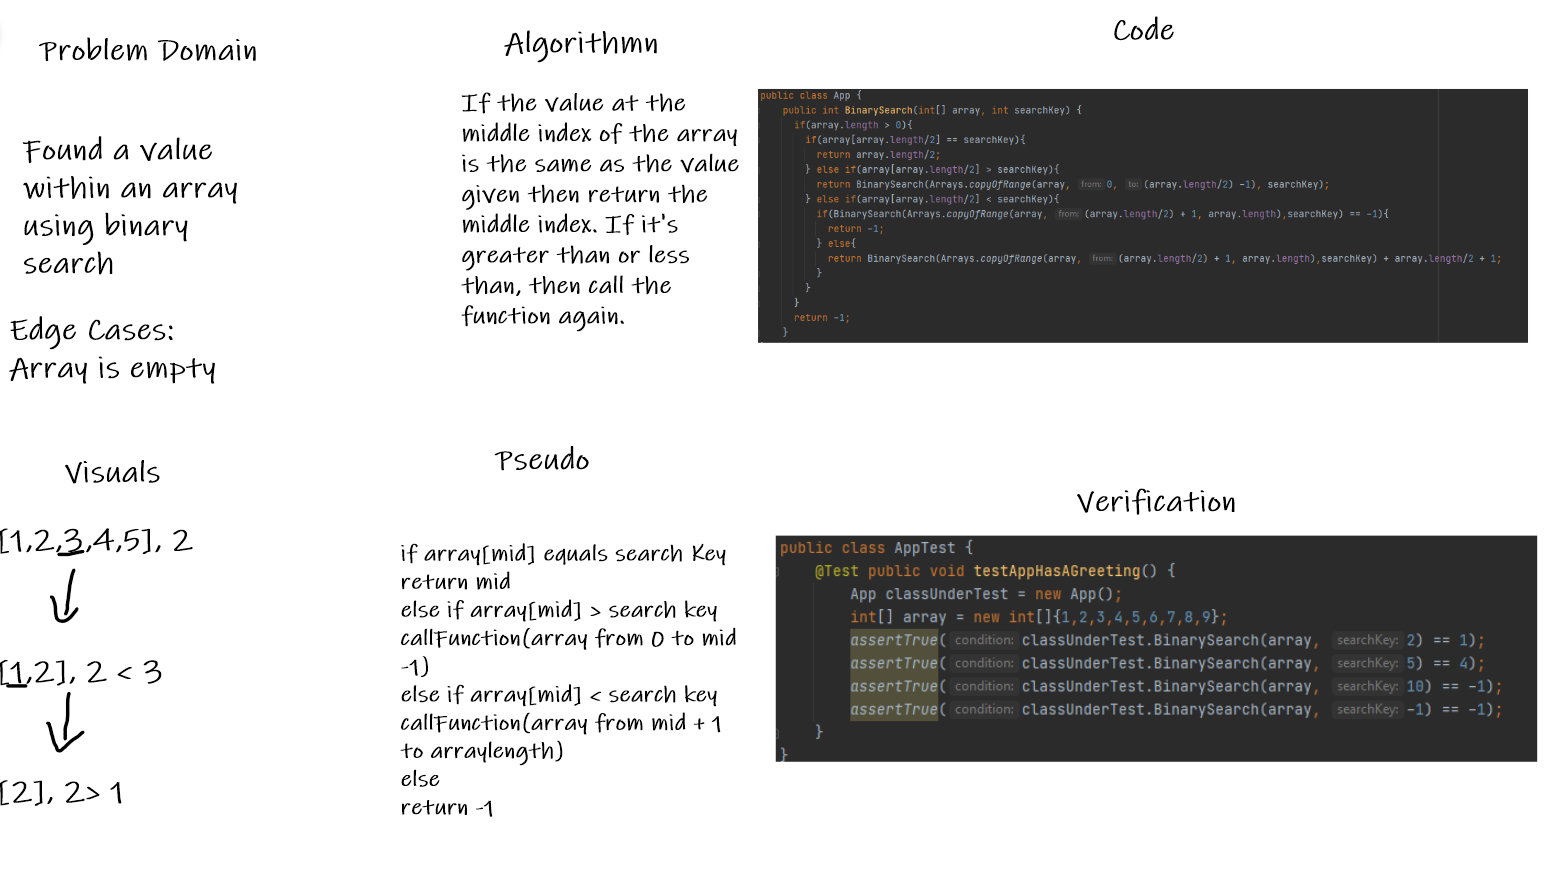 Problem Domain
Found a value
within an array
using binary
search
Edge Cases:
Array is empty
Algorithmn
If the value at the
middle index of the array
is the same as the value
given then return the
middle index. If it's
greater than or less
than, then call the
function again.
Code
public class App {
public int BinarySearch(int[] array, int searchKey) {
if(array.length > 0){
if(array[array.length/2] == searchKey){
return array.length/2;
} else if(array[array.length/2] > searchKey){
return BinarySearch(Arrays.copyOfRange(array, from: 0, to: (array.length/2) -1), searchKey);
} else if(array[array.length/2] < searchKey){
if(BinarySearch(Arrays.copyOfRange(array, from: (array.length/2) + 1, array.length),searchKey) == -1){
return -1;
} else{
return BinarySearch(Arrays.copyOfRange(array, from: (array.length/2) + 1, array.length),searchKey) + array.length/2 + 1;
}
}
}
return -1;
}
Visuals
[1,2,3,4,5], 2
[1,2], 2 < 3
[2], 2> 1
Pseudo
if array[mid] equals search Key
return mid
else if array[mid] > search key
callFunction(array from 0 to mid
-1)
else if array[mid] < search key
callFunction(array from mid + 1
to arraylength)
else
return -1
Verification
public class AppTest {
@Test public void testAppHasAGreeting() {
App classUnderTest = new App();
int[] array = new int[]{1,2,3,4,5,6,7,8,9};
assertTrue( condition: classUnderTest.BinarySearch(array, searchKey: 2) == 1);
assertTrue( condition: classUnderTest.BinarySearch(array, searchKey: 5) == 4);
assertTrue( condition: classUnderTest.BinarySearch(array, searchKey: 10) == -1);
assertTrue( condition: classUnderTest.BinarySearch(array, searchKey: -1) == -1);
}
}